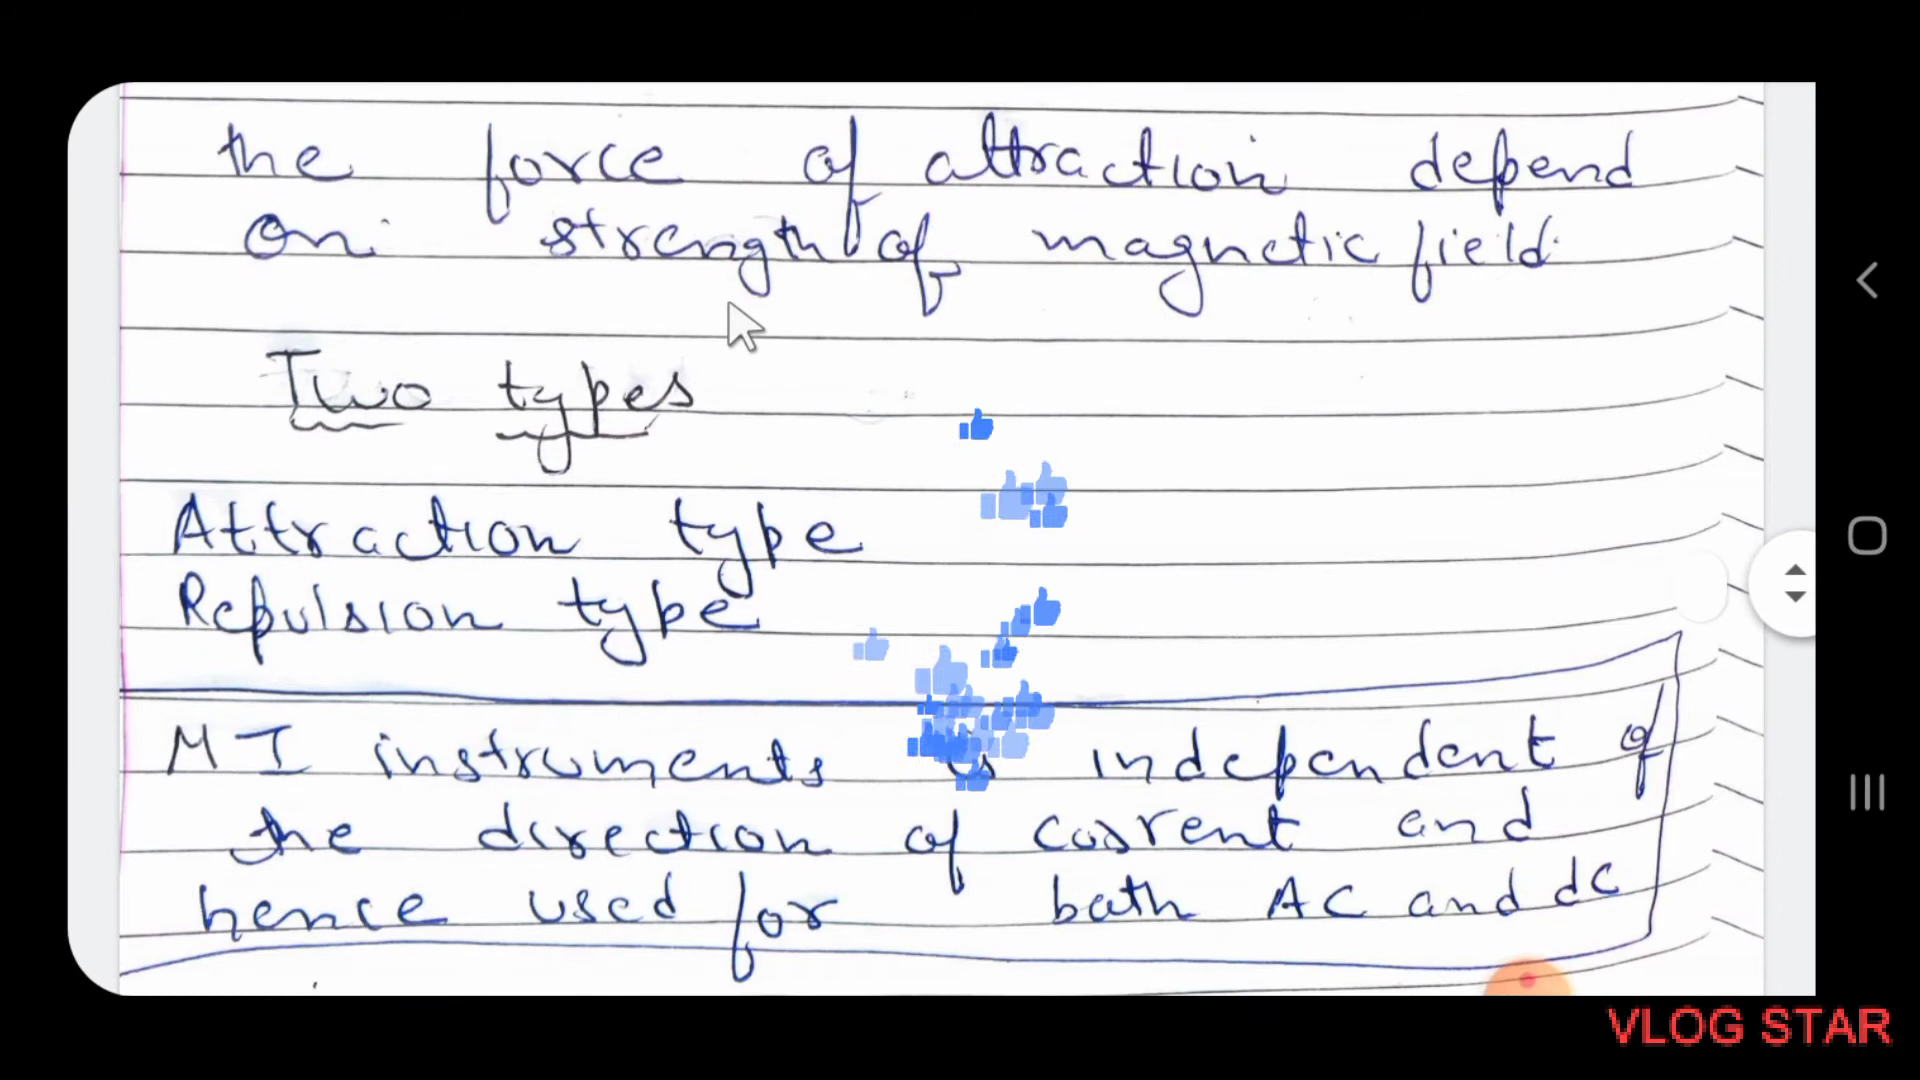 the force of attraction depend
on strength of magnetic field
Two types
Attraction type
Repulsion type
MI instruments is independent of
the direction of current and
hence used for both AC and dc
VLOG STAR